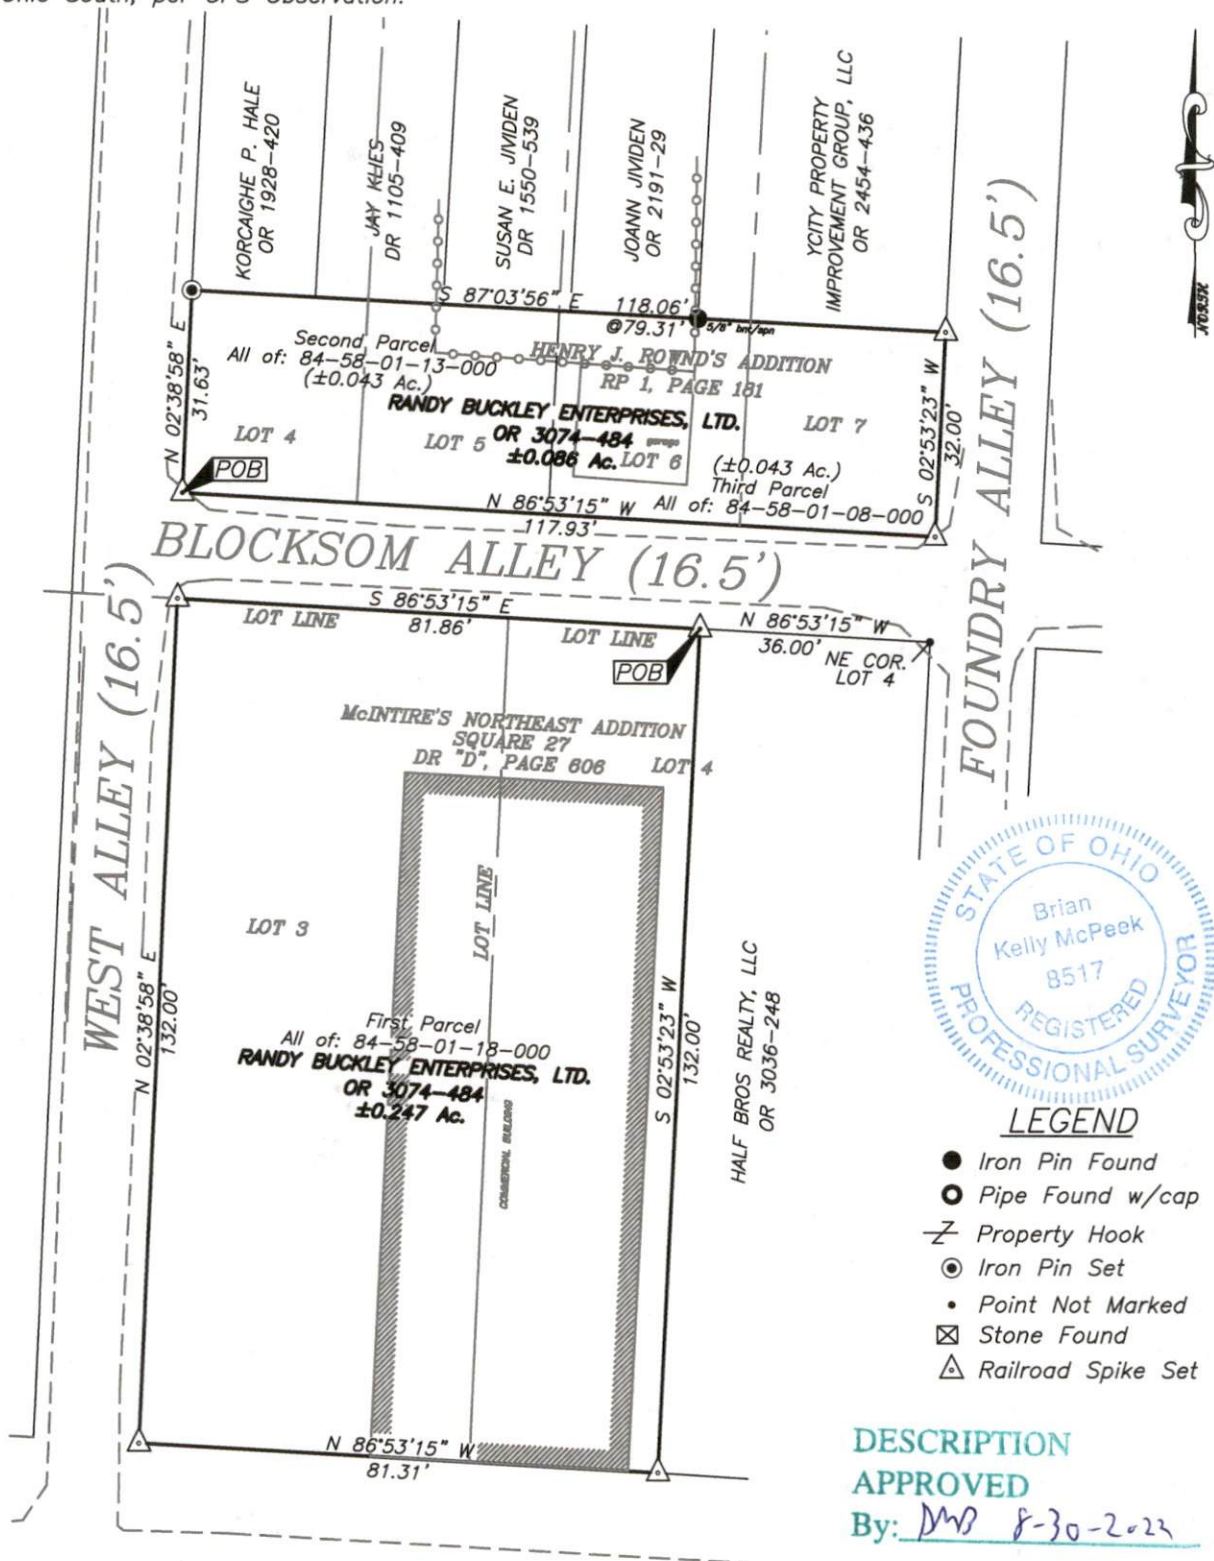 KORCAIGHE P. HALE
OR 1928-420
JAY KLIES
DR 1105-409
SUSAN E. JIVIDEN
DR 1550-539
JOANN JIVIDEN
OR 2191-29
YCITY PROPERTY
IMPROVEMENT GROUP, LLC
OR 2454-436
NORTH
S 87°03'56" E 118.06'
@79.31'
N 02°38'58" E
31.63'
Second Parcel
All of: 84-58-01-13-000
(±0.043 Ac.)
HENRY J. ROWND'S ADDITION
RP 1, PAGE 181
RANDY BUCKLEY ENTERPRISES, LTD.
OR 3074-484
±0.086 Ac.
garage
LOT 4
LOT 5
LOT 6
LOT 7
(±0.043 Ac.)
Third Parcel
All of: 84-58-01-08-000
S 02°53'23" W
32.00'
POB
N 86°53'15" W
117.93'
BLOCKSOM ALLEY (16.5')
FOUNDRY ALLEY (16.5')
WEST ALLEY (16.5')
S 86°53'15" E
81.86'
LOT LINE
LOT LINE
N 86°53'15" W
36.00'
NE COR.
LOT 4
POB
McINTIRE'S NORTHEAST ADDITION
SQUARE 27
DR "D", PAGE 606
LOT 4
LOT LINE
LOT 3
N 02°38'58" E
132.00'
First Parcel
All of: 84-58-01-18-000
RANDY BUCKLEY ENTERPRISES, LTD.
OR 3074-484
±0.247 Ac.
COMMERCIAL BUILDING
S 02°53'23" W
132.00'
HALF BROS REALTY, LLC
OR 3036-248
N 86°53'15" W
81.31'
STATE OF OHIO
Brian
Kelly McPeek
8517
REGISTERED
PROFESSIONAL SURVEYOR
LEGEND
Iron Pin Found
Pipe Found w/cap
Property Hook
Iron Pin Set
Point Not Marked
Stone Found
Railroad Spike Set
DESCRIPTION
APPROVED
By: DMB 8-30-2022